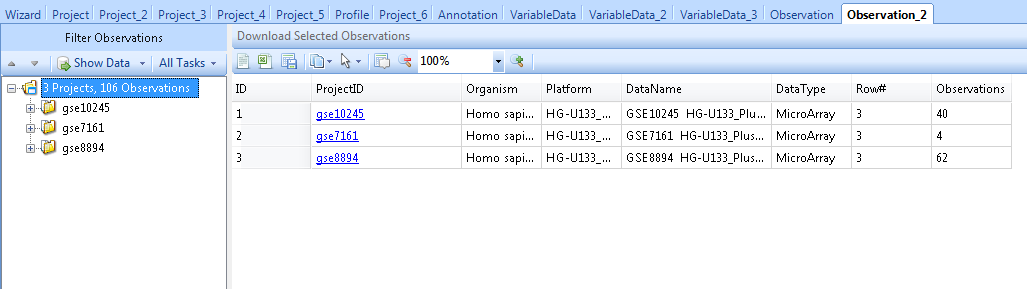 Wizard Project Project_2 Project_3 Project_4 Project_5 Profile Project_6 Annotation VariableData VariableData_2 VariableData_3 Observation Observation_2
Filter Observations
Download Selected Observations
Show Data All Tasks
100%
3 Projects, 106 Observations
gse10245
gse7161
gse8894
ID ProjectID Organism Platform DataName DataType Row# Observations
1 gse10245 Homo sapi... HG-U133_... GSE10245 HG-U133_Plu... MicroArray 3 40
2 gse7161 Homo sapi... HG-U133_... GSE7161 HG-U133_Plus... MicroArray 3 4
3 gse8894 Homo sapi... HG-U133_... GSE8894 HG-U133_Plus... MicroArray 3 62